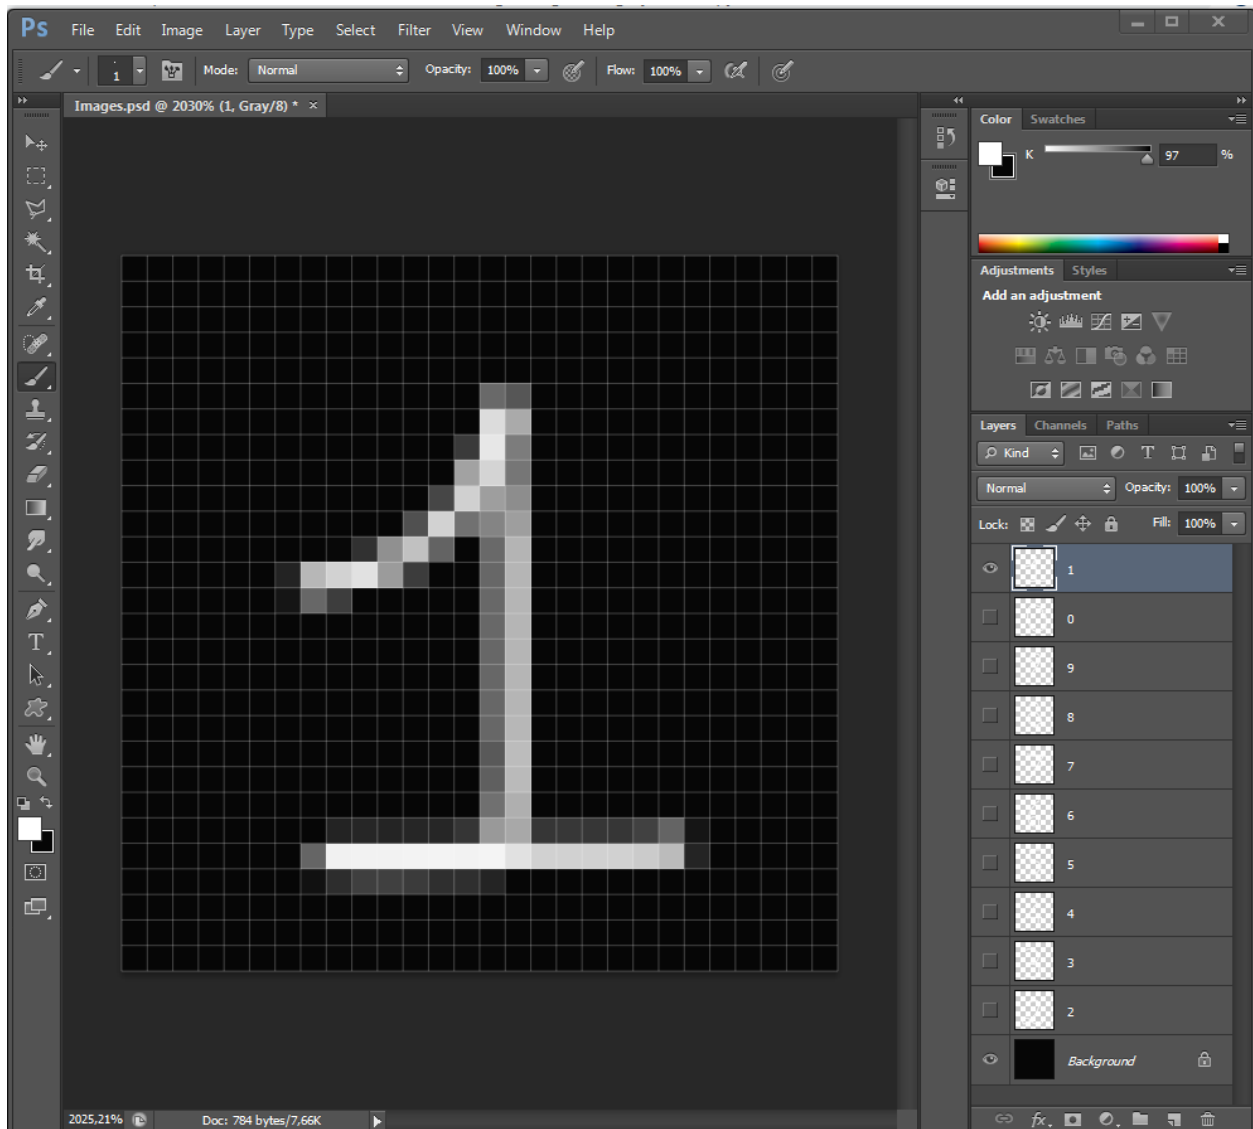 Ps File Edit Image Layer Type Select Filter View Window Help
1 Mode: Normal Opacity: 100% Flow: 100%
Images.psd @ 2030% (1, Gray/8) * ×
Color Swatches
K 97 %
Adjustments Styles
Add an adjustment
Layers Channels Paths
Kind T
Normal Opacity: 100%
Lock: Fill: 100%
1
0
9
8
7
6
5
4
3
2
Background
T
1
2025,21% Doc: 784 bytes/7,66K
fx.